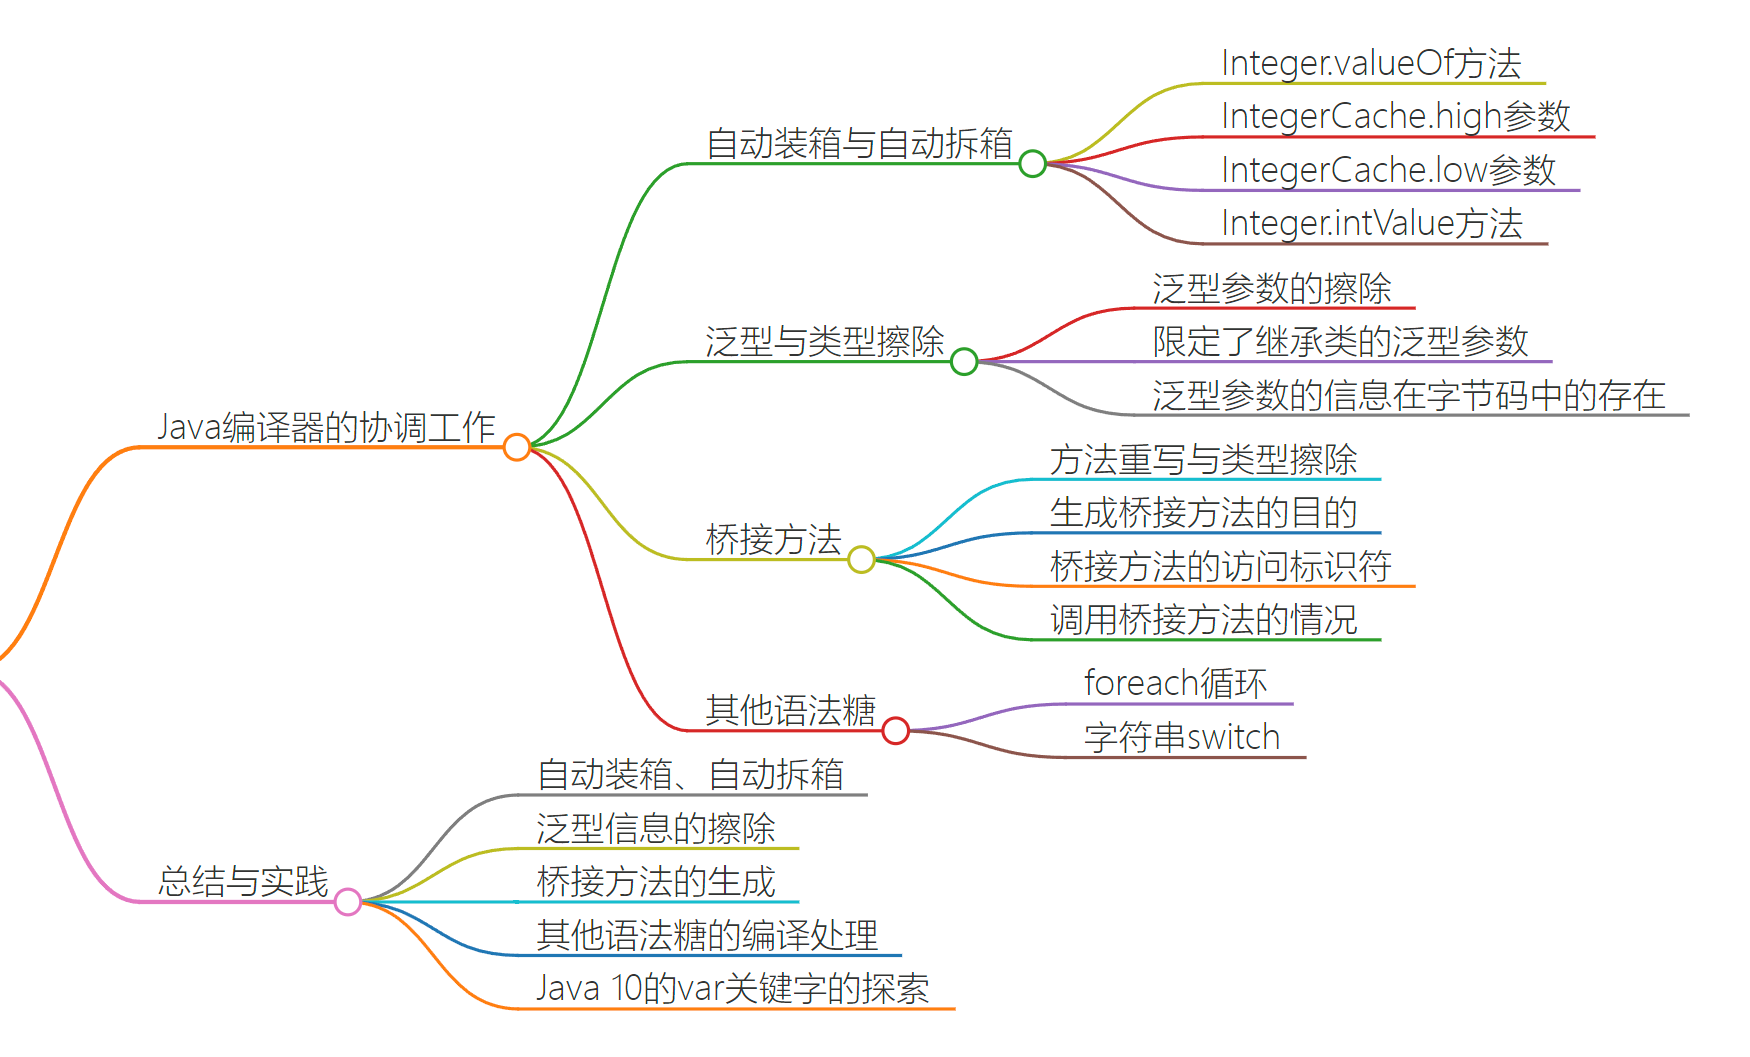 Java编译器的协调工作
自动装箱与自动拆箱
Integer.valueOf方法
IntegerCache.high参数
IntegerCache.low参数
Integer.intValue方法
泛型与类型擦除
泛型参数的擦除
限定了继承类的泛型参数
泛型参数的信息在字节码中的存在
桥接方法
方法重写与类型擦除
生成桥接方法的目的
桥接方法的访问标识符
调用桥接方法的情况
其他语法糖
foreach循环
字符串switch
总结与实践
自动装箱、自动拆箱
泛型信息的擦除
桥接方法的生成
其他语法糖的编译处理
Java 10的var关键字的探索